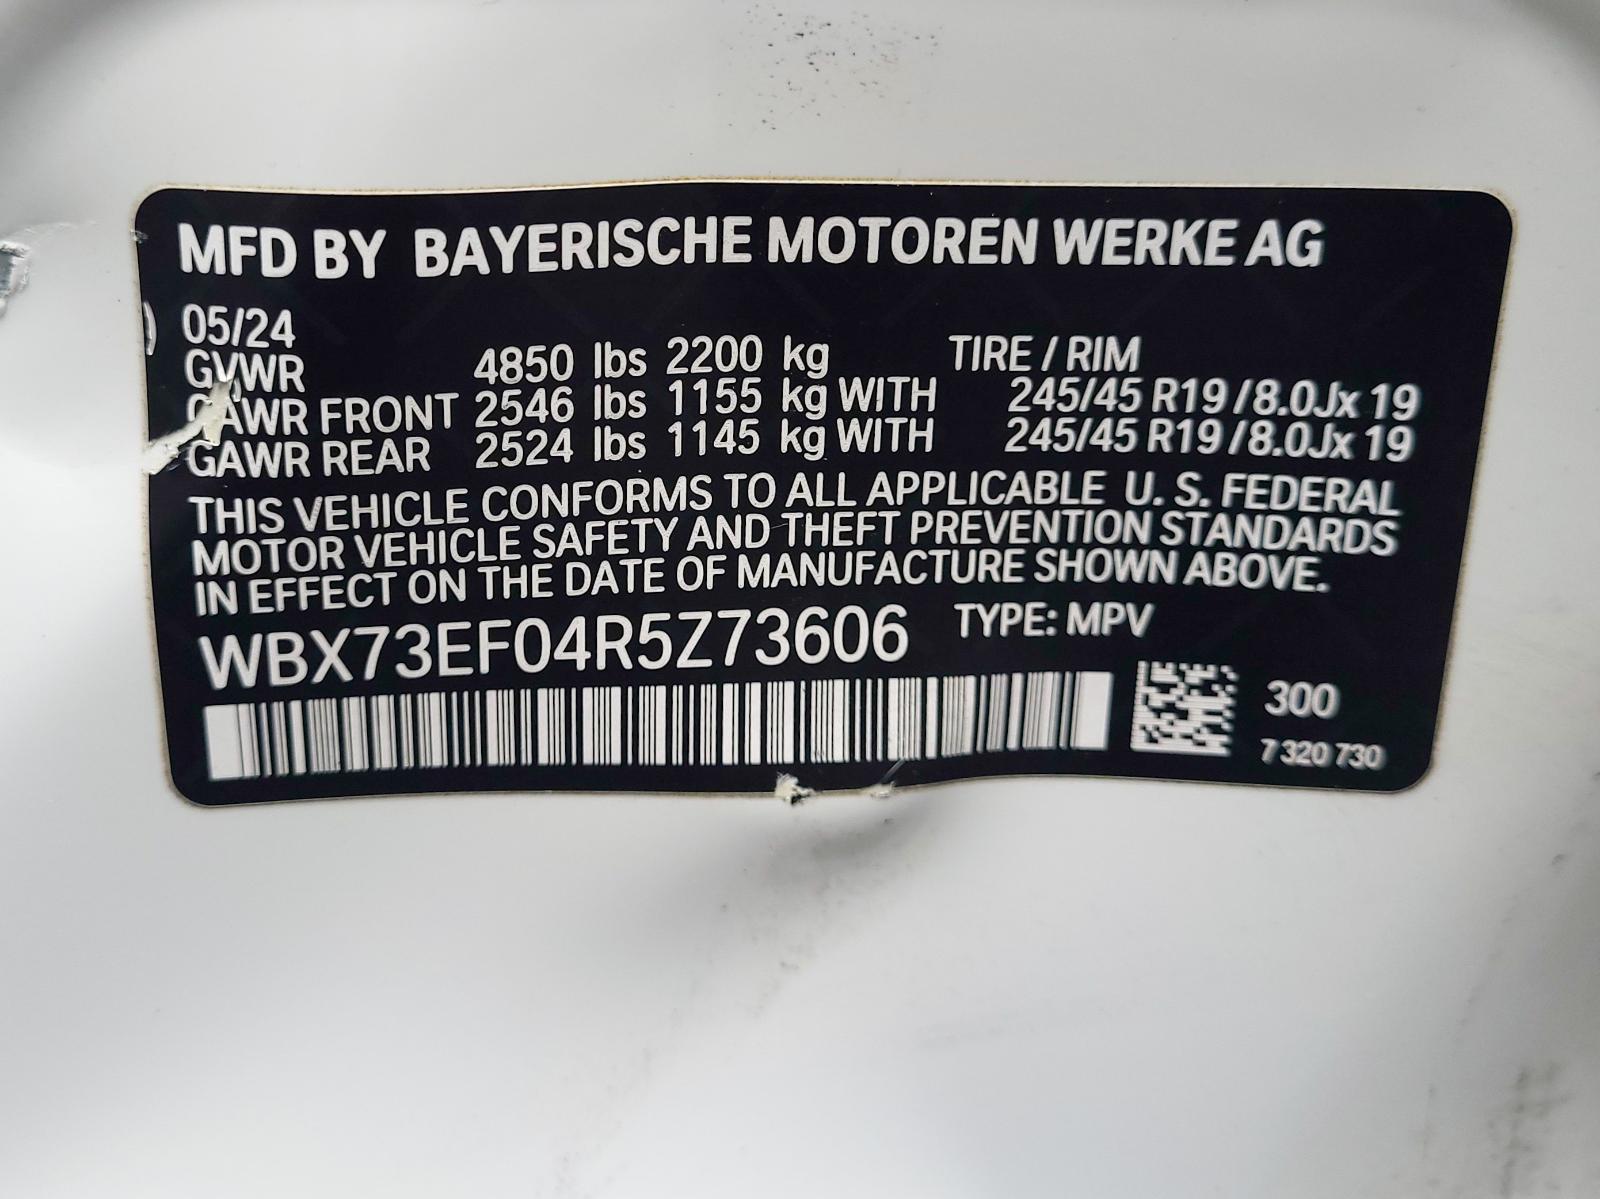 MFD BY BAYERISCHE MOTOREN WERKE AG
05/24
GVWR 4850 lbs 2200 kg TIRE / RIM
GAWR FRONT 2546 lbs 1155 kg WITH 245/45 R19 / 8.0Jx 19
GAWR REAR 2524 lbs 1145 kg WITH 245/45 R19 / 8.0Jx 19
THIS VEHICLE CONFORMS TO ALL APPLICABLE U. S. FEDERAL
MOTOR VEHICLE SAFETY AND THEFT PREVENTION STANDARDS
IN EFFECT ON THE DATE OF MANUFACTURE SHOWN ABOVE.
WBX73EF04R5Z73606 TYPE: MPV
300
7 320 730